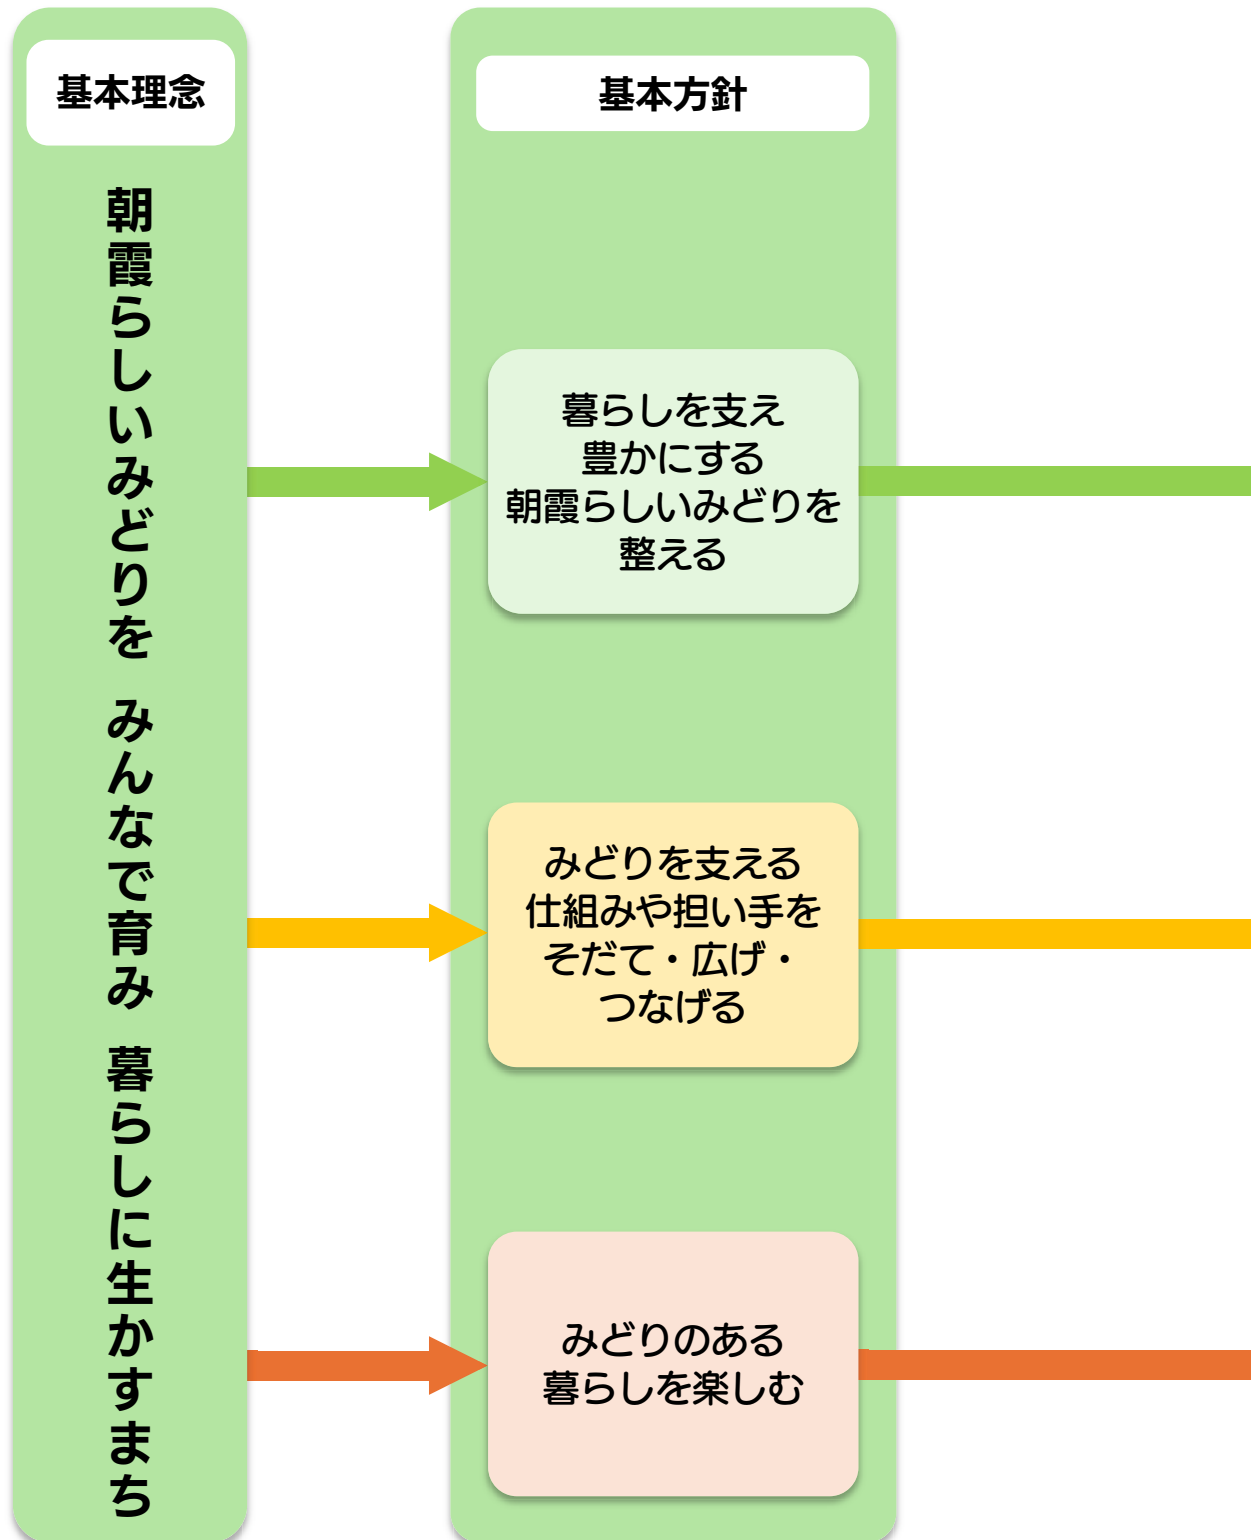 基本理念
朝霞らしいみどりを みんなで育み 暮らしに生かすまち
基本方針
暮らしを支え
豊かにする
朝霞らしいみどりを
整える
みどりを支える
仕組みや担い手を
そだて・広げ・
つなげる
みどりのある
暮らしを楽しむ